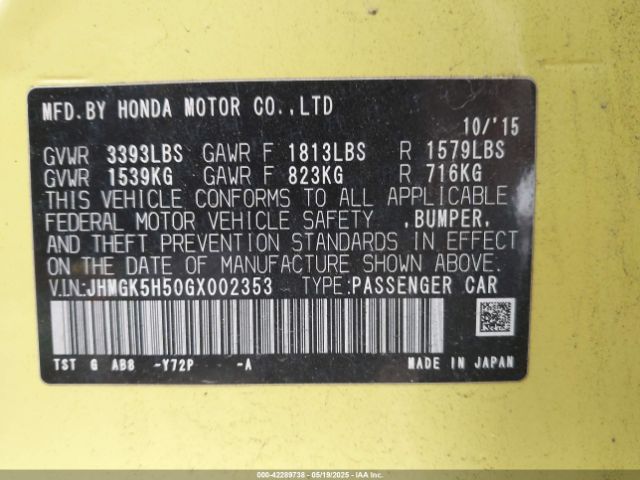 MFD.BY HONDA MOTOR CO.,LTD
10/'15
GVWR 3393LBS GAWR F 1813LBS R 1579LBS
GVWR 1539KG GAWR F 823KG R 716KG
THIS VEHICLE CONFORMS TO ALL APPLICABLE
FEDERAL MOTOR VEHICLE SAFETY ,BUMPER,
AND THEFT PREVENTION STANDARDS IN EFFECT
ON THE DATE OF MANUFACTURE SHOWN ABOVE.
V.I.N:JHMGK5H50GX002353 TYPE:PASSENGER CAR
TST G AB8 -Y72P -A MADE IN JAPAN
000-42289738 - 05/19/2025 - IAAI Inc.